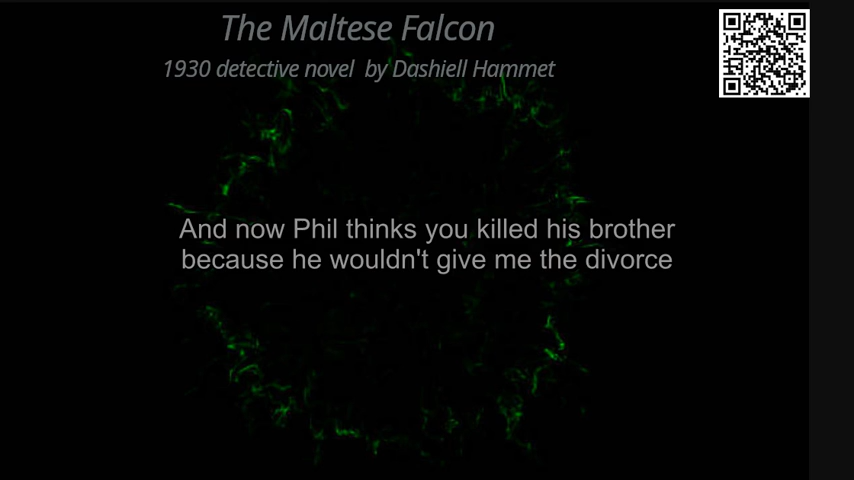 The Maltese Falcon
1930 detective novel by Dashiell Hammet
And now Phil thinks you killed his brother
because he wouldn't give me the divorce